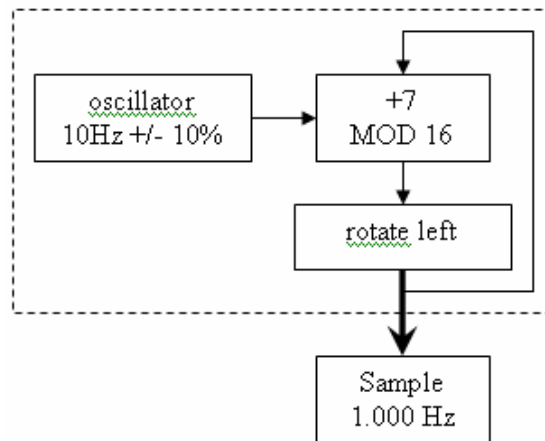 oscillator
10Hz +/- 10%
+7
MOD 16
rotate left
Sample
1.000 Hz